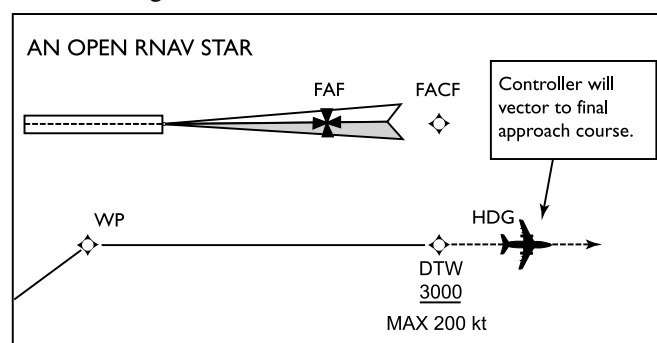 AN OPEN RNAV STAR
FAF
FACF
Controller will
vector to final
approach course.
WP
HDG
DTW
3000
MAX 200 kt